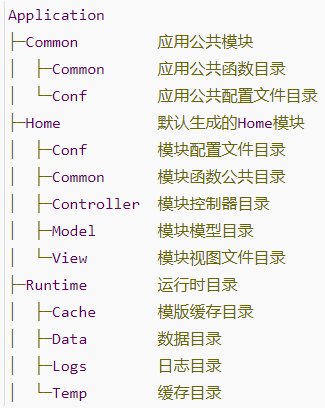 Application
├─Common 应用公共模块
│ ├─Common 应用公共函数目录
│ └─Conf 应用公共配置文件目录
├─Home 默认生成的Home模块
│ ├─Conf 模块配置文件目录
│ ├─Common 模块函数公共目录
│ ├─Controller 模块控制器目录
│ ├─Model 模块模型目录
│ └─View 模块视图文件目录
├─Runtime 运行时目录
│ ├─Cache 模版缓存目录
│ ├─Data 数据目录
│ ├─Logs 日志目录
│ └─Temp 缓存目录